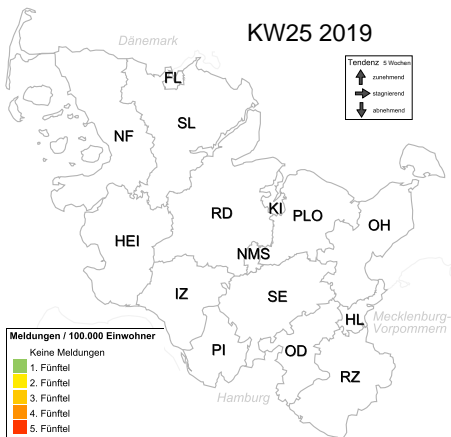 KW25 2019
Dänemark
Tendenz 5 Wochen
zunehmend
stagnierend
abnehmend
FL
SL
NF
RD
KI
PLO
OH
HEI
NMS
IZ
SE
HL
Mecklenburg-
Vorpommern
PI
OD
RZ
Hamburg
Meldungen / 100.000 Einwohner
Keine Meldungen
1. Fünftel
2. Fünftel
3. Fünftel
4. Fünftel
5. Fünftel